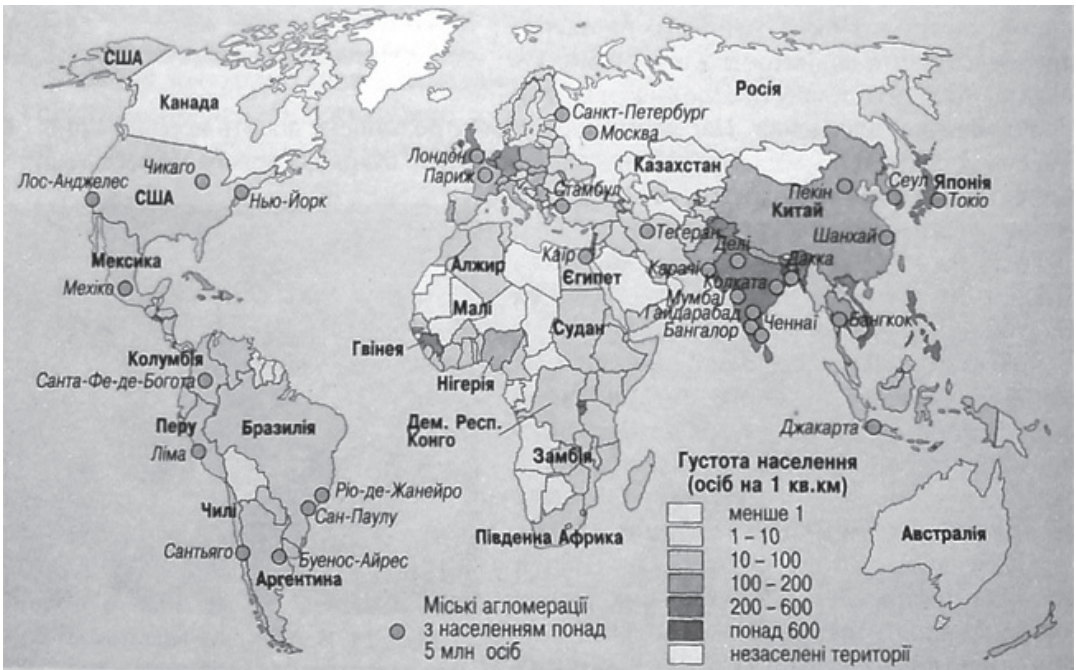 США
Канада
Чикаго
Лос-Анджелес
США
Нью-Йорк
Мексика
Мехіко
Колумбія
Санта-Фе-де-Богота
Перу
Бразилія
Ліма
Ріо-де-Жанейро
Сан-Паулу
Чилі
Сантьяго
Буенос-Айрес
Аргентина
Росія
Санкт-Петербург
Москва
Лондон
Париж
Казахстан
Стамбул
Пекін
Сеул
Японія
Токіо
Китай
Тегеран
Шанхай
Делі
Каїр
Алжир
Єгипет
Карачі
Дакка
Колката
Малі
Мумбаї
Судан
Гайдарабад
Ченнаї
Бангкок
Бангалор
Гвінея
Нігерія
Дем. Респ.
Конго
Джакарта
Замбія
Південна Африка
Австралія
Густота населення
(осіб на 1 кв.км)
менше 1
1 – 10
10 – 100
100 – 200
200 – 600
понад 600
незаселені території
Міські агломерації
з населенням понад
5 млн осіб